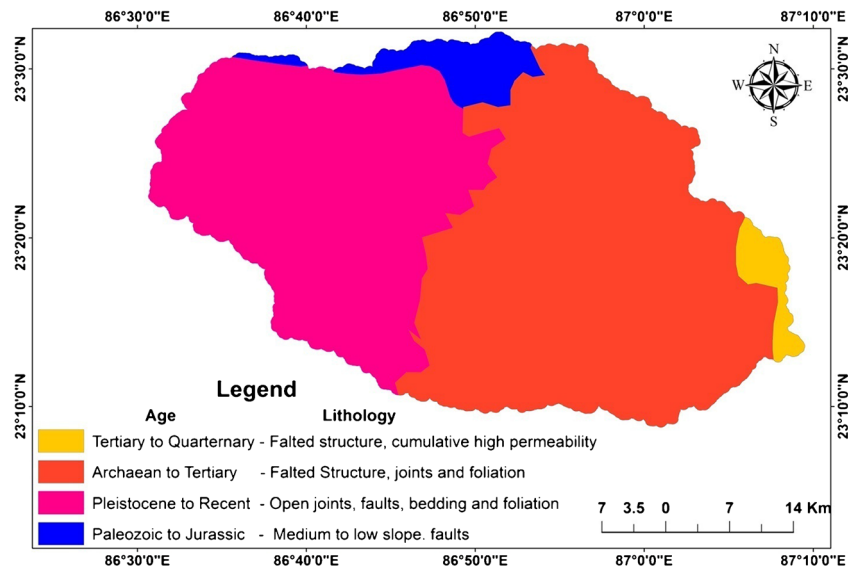 86°30'0"E 86°40'0"E 86°50'0"E 87°0'0"E 87°10'0"E
23°30'0"N 23°30'0"N
N
W E
S
23°20'0"N 23°20'0"N
23°10'0"N 23°10'0"N
Legend
Age Lithology
Tertiary to Quarternary - Falted structure, cumulative high permeability
Archaean to Tertiary - Falted Structure, joints and foliation
Pleistocene to Recent - Open joints, faults, bedding and foliation
Paleozoic to Jurassic - Medium to low slope. faults
7 3.5 0 7 14 Km
86°30'0"E 86°40'0"E 86°50'0"E 87°0'0"E 87°10'0"E